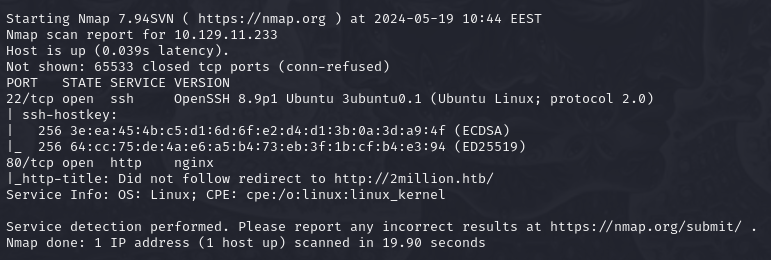 Starting Nmap 7.94SVN ( https://nmap.org ) at 2024-05-19 10:44 EEST
Nmap scan report for 10.129.11.233
Host is up (0.039s latency).
Not shown: 65533 closed tcp ports (conn-refused)
PORT   STATE SERVICE VERSION
22/tcp open  ssh     OpenSSH 8.9p1 Ubuntu 3ubuntu0.1 (Ubuntu Linux; protocol 2.0)
| ssh-hostkey:
|   256 3e:ea:45:4b:c5:d1:6d:6f:e2:d4:d1:3b:0a:3d:a9:4f (ECDSA)
|_  256 64:cc:75:de:4a:e6:a5:b4:73:eb:3f:1b:cf:b4:e3:94 (ED25519)
80/tcp open  http    nginx
|_http-title: Did not follow redirect to http://2million.htb/
Service Info: OS: Linux; CPE: cpe:/o:linux:linux_kernel

Service detection performed. Please report any incorrect results at https://nmap.org/submit/ .
Nmap done: 1 IP address (1 host up) scanned in 19.90 seconds